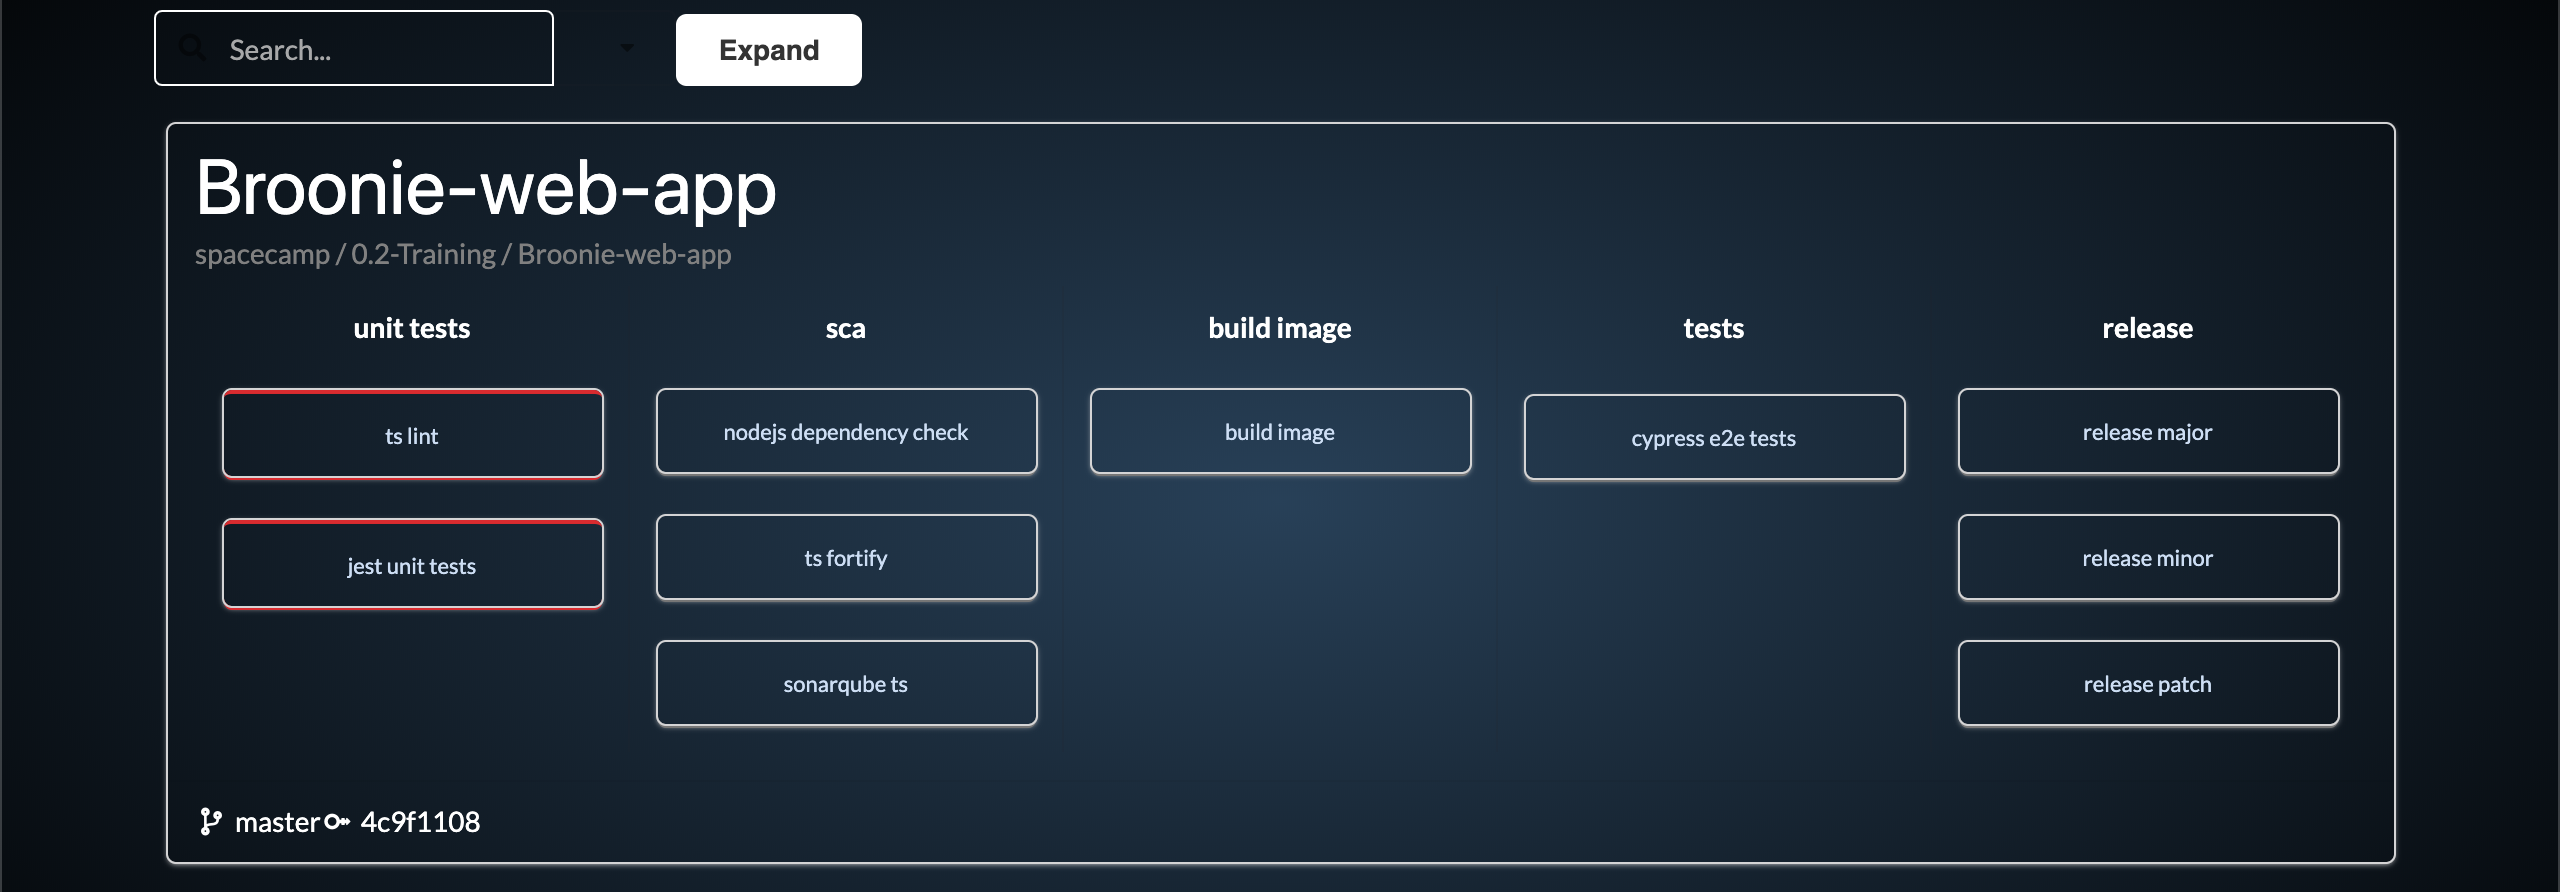 Search...
Expand
Broonie-web-app
spacecamp / 0.2-Training / Broonie-web-app
unit tests
sca
build image
tests
release
ts lint
nodejs dependency check
build image
cypress e2e tests
release major
jest unit tests
ts fortify
release minor
sonarqube ts
release patch
master 4c9f1108